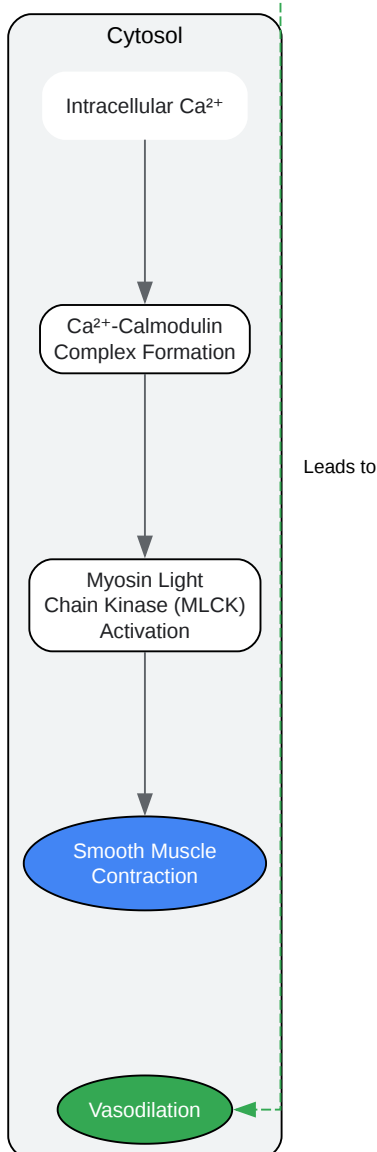 Cytosol
Intracellular Ca²⁺
Ca²⁺-Calmodulin
Complex Formation
Leads to
Myosin Light
Chain Kinase (MLCK)
Activation
Smooth Muscle
Contraction
Vasodilation